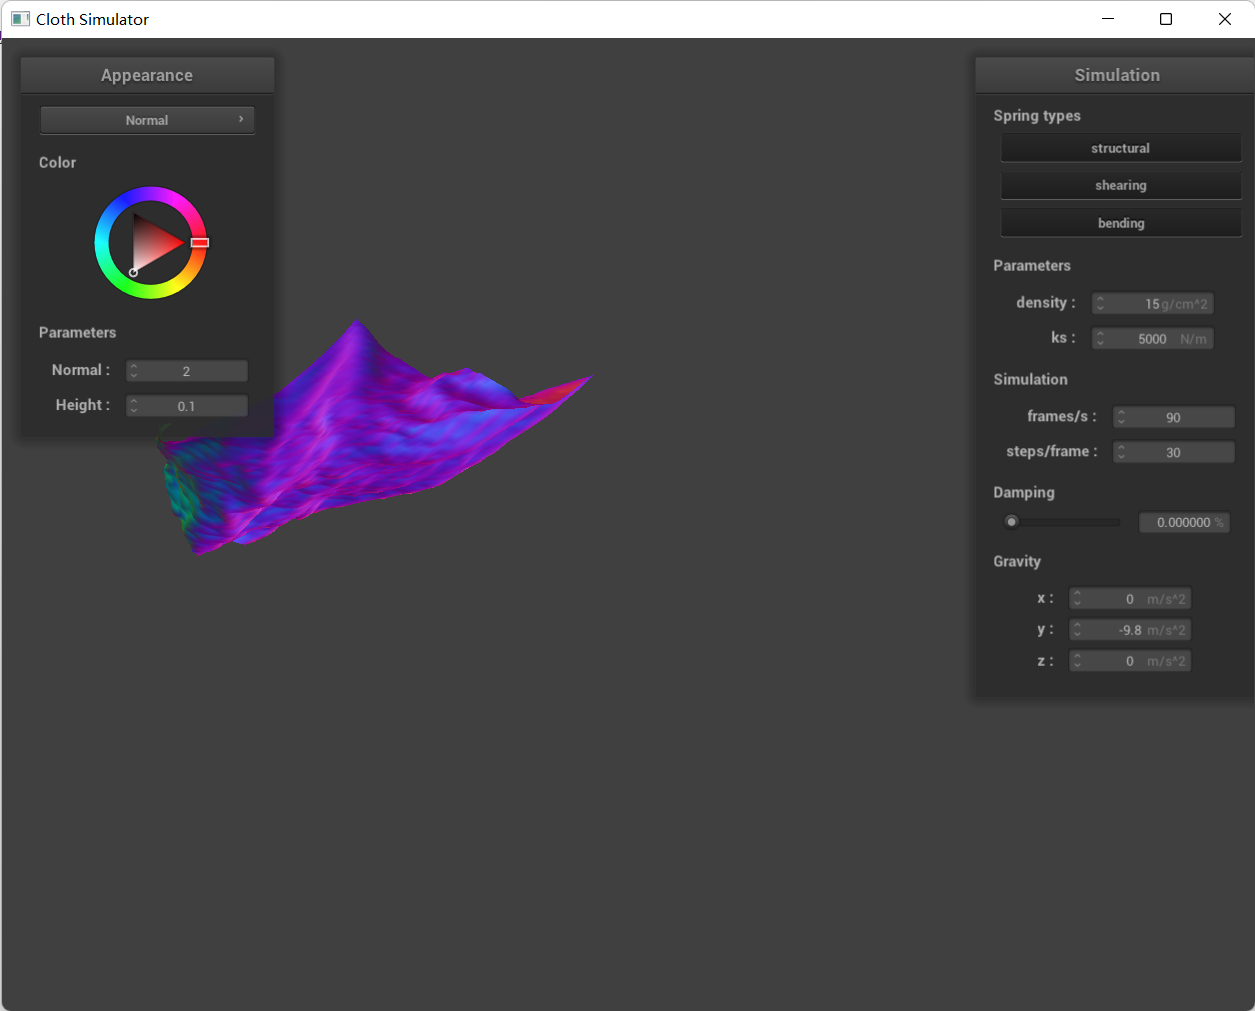 Cloth Simulator
Appearance
Normal
Color
Parameters
Normal : 2
Height : 0.1
Simulation
Spring types
structural
shearing
bending
Parameters
density : 15 g/cm^2
ks : 5000 N/m
Simulation
frames/s : 90
steps/frame : 30
Damping
0.000000 %
Gravity
x : 0 m/s^2
y : -9.8 m/s^2
z : 0 m/s^2